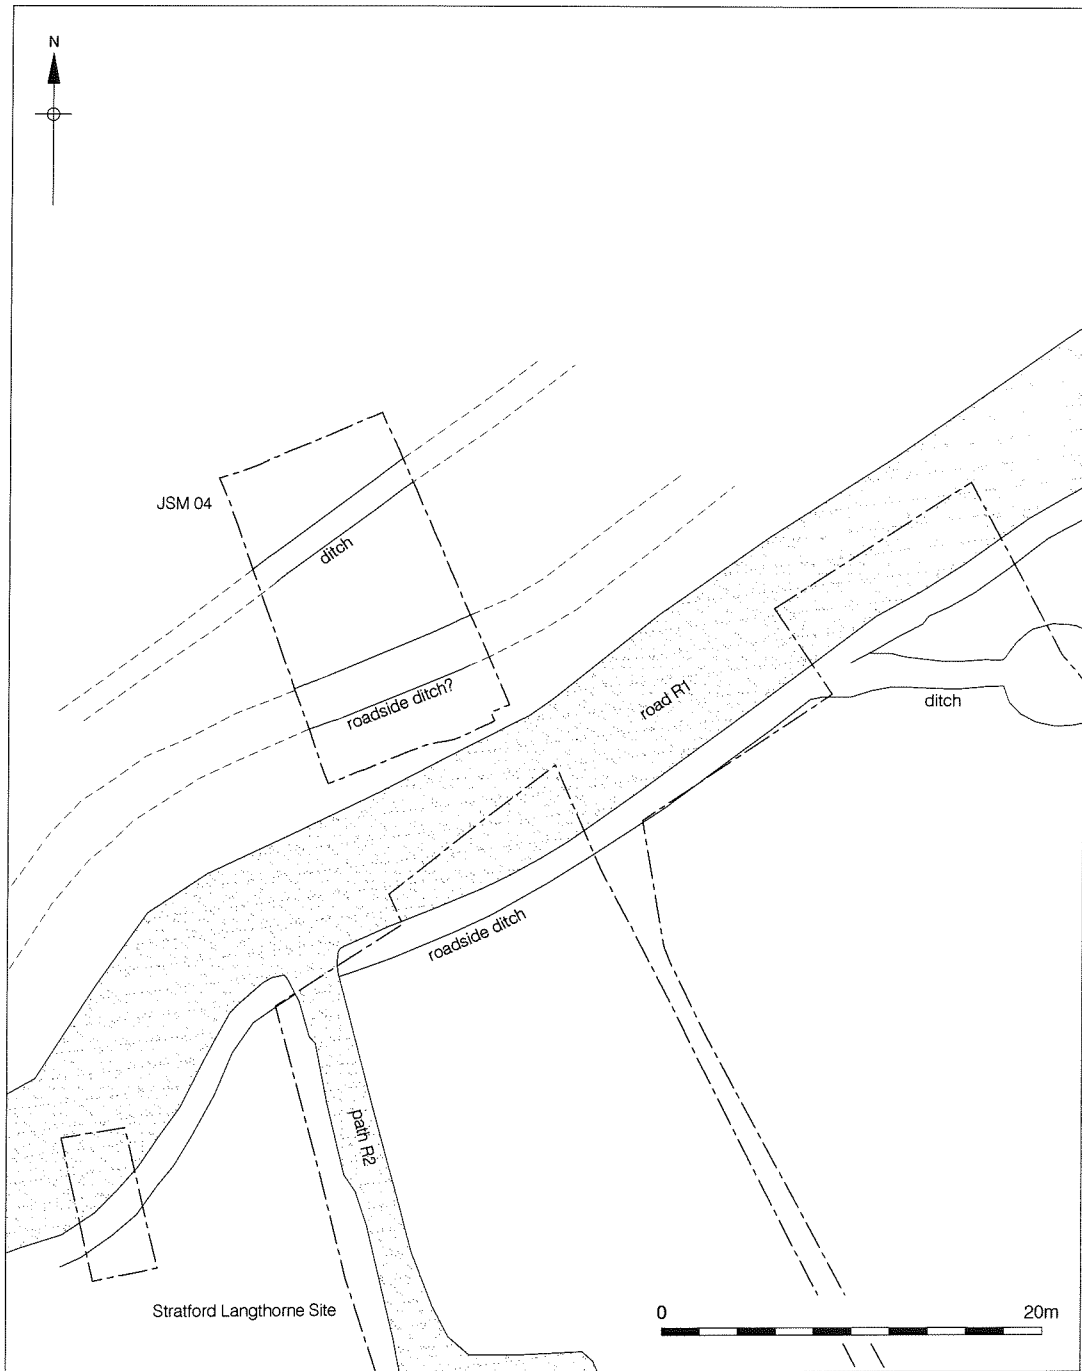 N
JSM 04
ditch
roadside ditch?
road R1
ditch
roadside ditch
path R2
Stratford Langthorne Site
0 20m